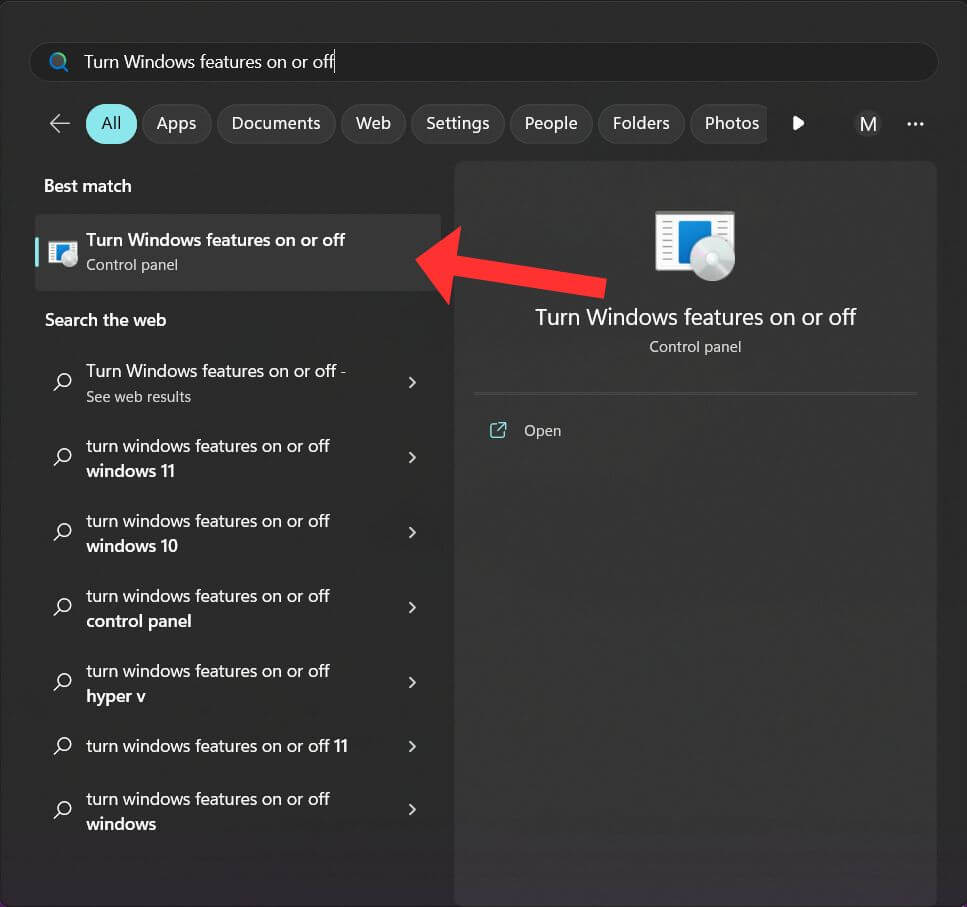 Turn Windows features on or off
All
Apps
Documents
Web
Settings
People
Folders
Photos
M
Best match
Turn Windows features on or off
Control panel
Search the web
Turn Windows features on or off -
See web results
turn windows features on or off
windows 11
turn windows features on or off
windows 10
turn windows features on or off
control panel
turn windows features on or off
hyper v
turn windows features on or off 11
turn windows features on or off
windows
Turn Windows features on or off
Control panel
Open